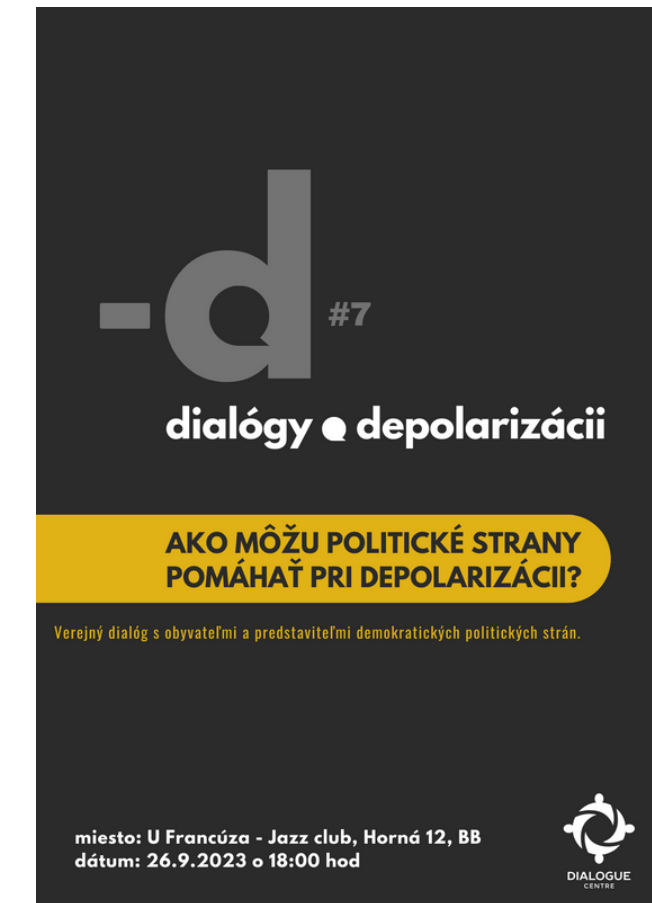 -d #7
dialógy o depolarizácii
AKO MÔŽU POLITICKÉ STRANY
POMÁHAŤ PRI DEPOLARIZÁCII?
Verejný dialóg s obyvateľmi a predstaviteľmi demokratických politických strán.
miesto: U Francúza - Jazz club, Horná 12, BB
dátum: 26.9.2023 o 18:00 hod
DIALOGUE
CENTRE